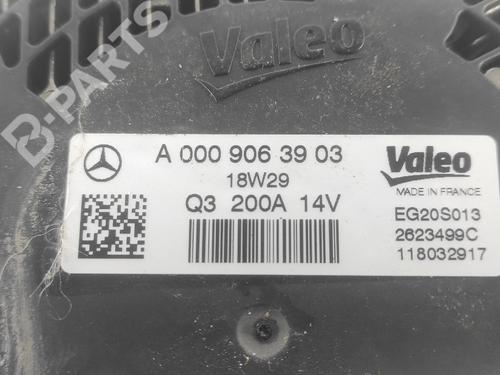 B-PARTS
Valeo
A 000 906 39 03
18W29
Q3 200A 14V
Valeo
MADE IN FRANCE
EG20S013
2623499C
118032917